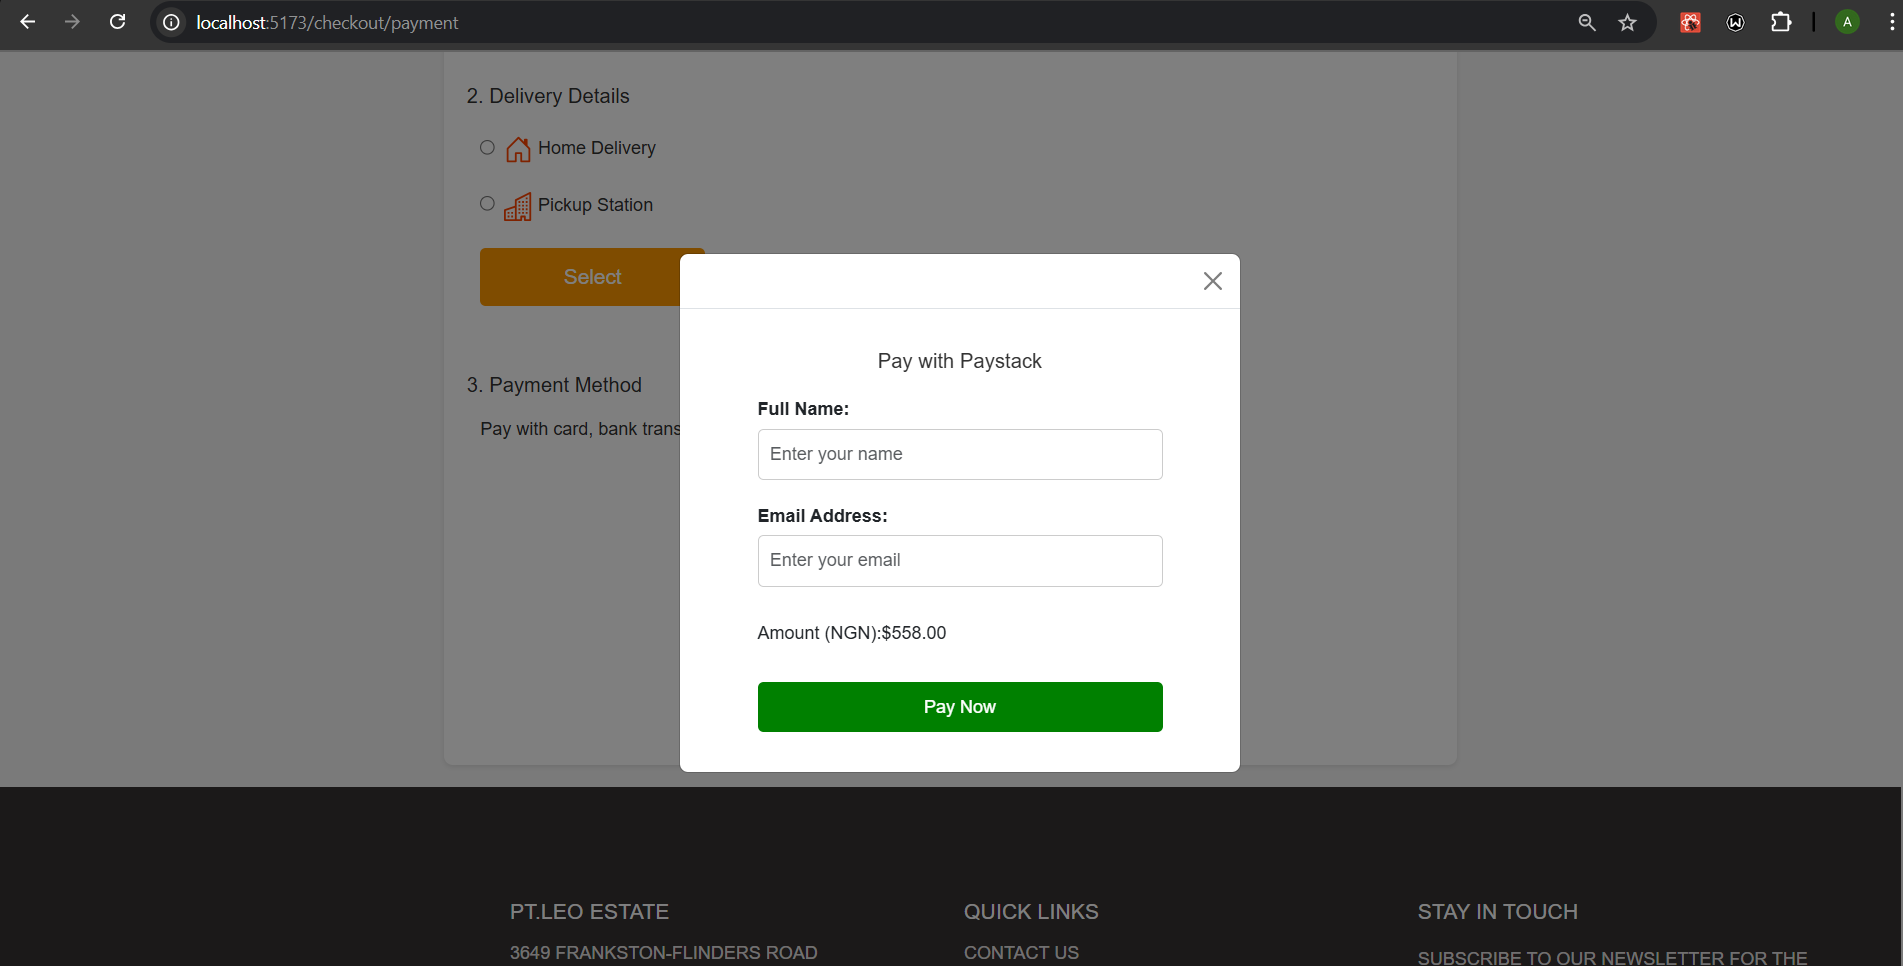 localhost:5173/checkout/payment
A
2. Delivery Details
Home Delivery
Pickup Station
Select
3. Payment Method
Pay with card, bank trans
Pay with Paystack
Full Name:
Enter your name
Email Address:
Enter your email
Amount (NGN):$558.00
Pay Now
PT.LEO ESTATE
3649 FRANKSTON-FLINDERS ROAD
QUICK LINKS
CONTACT US
STAY IN TOUCH
SUBSCRIBE TO OUR NEWSLETTER FOR THE